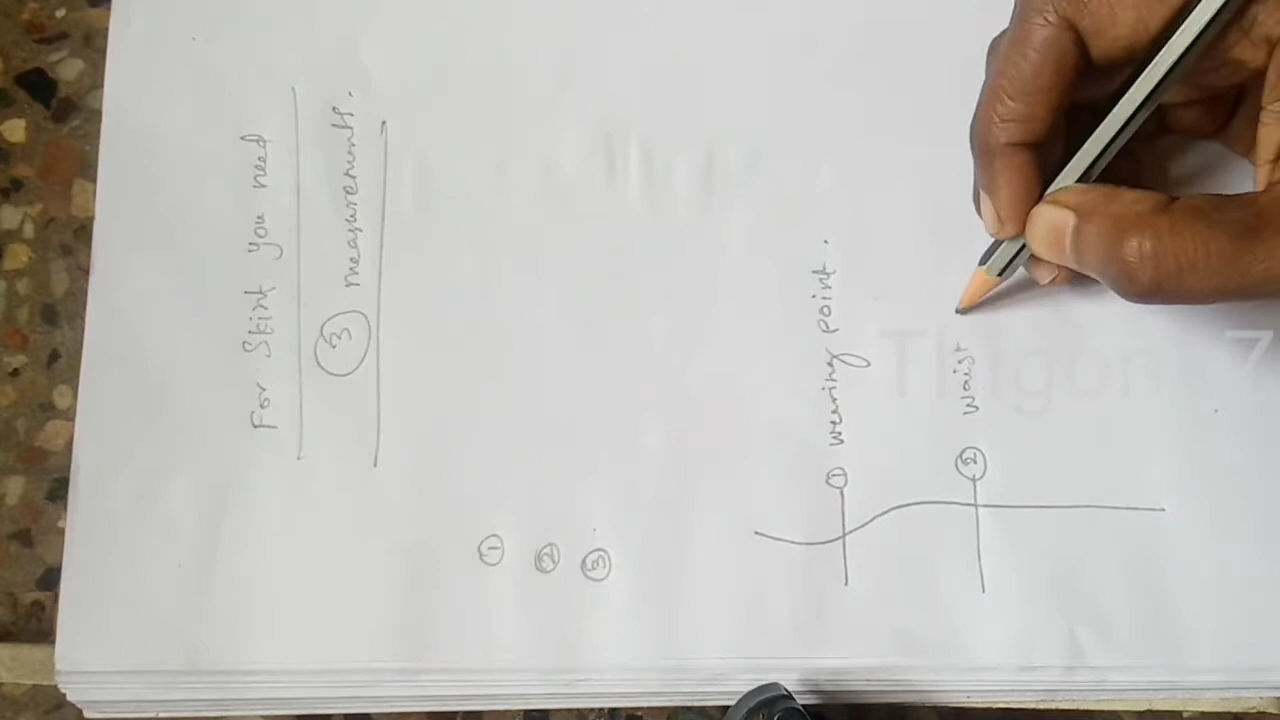 For Skirt you need
③ measurements.
①
②
③
① wearing point.
② waist